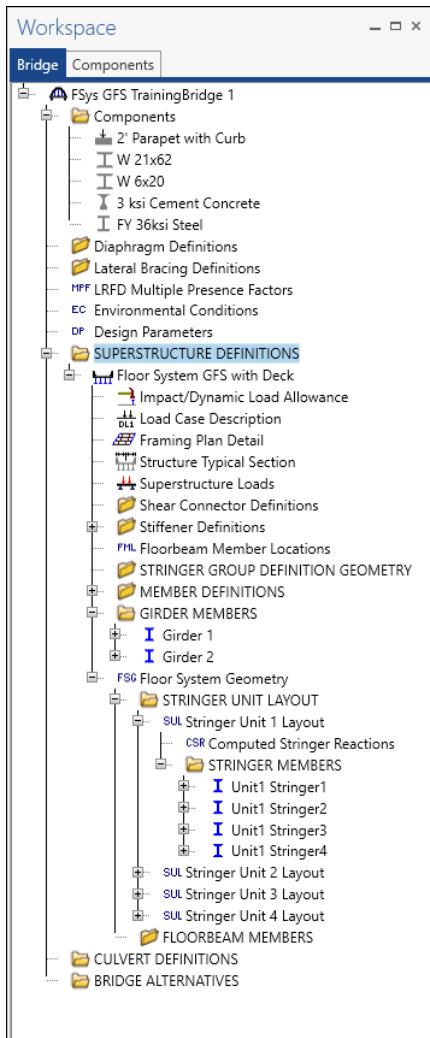 Workspace
Bridge Components
FSys GFS TrainingBridge 1
Components
2' Parapet with Curb
W 21x62
W 6x20
3 ksi Cement Concrete
FY 36ksi Steel
Diaphragm Definitions
Lateral Bracing Definitions
MPF LRFD Multiple Presence Factors
EC Environmental Conditions
DP Design Parameters
SUPERSTRUCTURE DEFINITIONS
Floor System GFS with Deck
Impact/Dynamic Load Allowance
DL1 Load Case Description
Framing Plan Detail
Structure Typical Section
Superstructure Loads
Shear Connector Definitions
Stiffener Definitions
FML Floorbeam Member Locations
STRINGER GROUP DEFINITION GEOMETRY
MEMBER DEFINITIONS
GIRDER MEMBERS
Girder 1
Girder 2
FSG Floor System Geometry
STRINGER UNIT LAYOUT
SUL Stringer Unit 1 Layout
CSR Computed Stringer Reactions
STRINGER MEMBERS
Unit1 Stringer1
Unit1 Stringer2
Unit1 Stringer3
Unit1 Stringer4
SUL Stringer Unit 2 Layout
SUL Stringer Unit 3 Layout
SUL Stringer Unit 4 Layout
FLOORBEAM MEMBERS
CULVERT DEFINITIONS
BRIDGE ALTERNATIVES